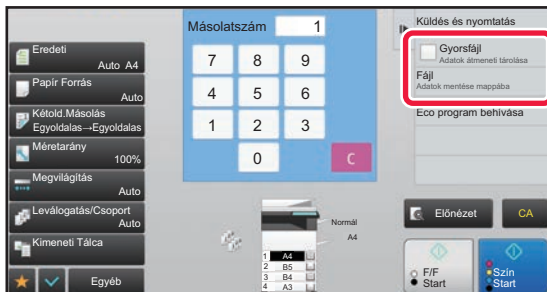 Eredeti
Auto A4
Papír Forrás
Auto
Kétold.Másolás
Egyoldalas→Egyoldalas
Méretarány
100%
Megvilágítás
Auto
Leválogatás/Csoport
Auto
Kimeneti Tálca
Egyéb
Másolatszám
1
7 8 9
4 5 6
1 2 3
0 C
Normál
A4
1 A4
2 B5
3 B4
4 A3
Küldés és nyomtatás
Gyorsfájl
Adatok átmeneti tárolása
Fájl
Adatok mentése mappába
Eco program behívása
Előnézet
CA
F/F
Start
Szín
Start